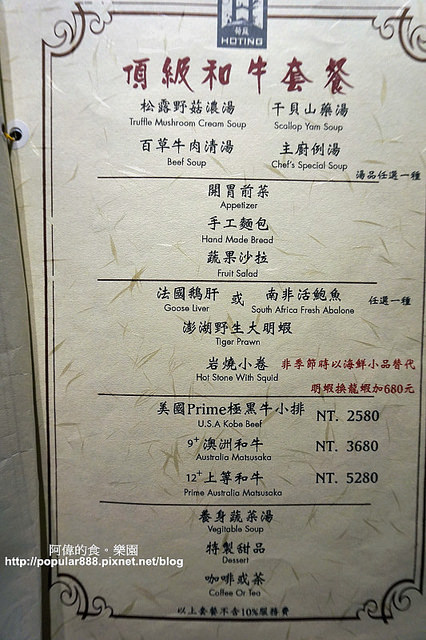 HOTING
頂級和牛套餐
松露野菇濃湯 干貝山藥湯
Truffle Mushroom Cream Soup Scallop Yam Soup
百草牛肉清湯 主廚例湯
Beef Soup Chef's Special Soup
湯品任選一種
開胃前菜
Appetizer
手工麵包
Hand Made Bread
蔬果沙拉
Fruit Salad
法國鵝肝 或 南非活鮑魚 任選一種
Goose Liver South Africa Fresh Abalone
澎湖野生大明蝦
Tiger Prawn
岩燒小卷 非季節時以海鮮小品替代
Hot Stone With Squid
明蝦換龍蝦加680元
美國Prime極黑牛小排 NT. 2580
U.S.A Kobe Beef
9+澳洲和牛 NT. 3680
Australia Matsusaka
12+上等和牛 NT. 5280
Prime Australia Matsusaka
養身蔬菜湯
Vegitable Soup
特製甜品
Dessert
咖啡或茶
Coffee Or Tea
以上套餐不含10%服務費
阿偉的食。樂園
http://popular888.pixnet.net/blog